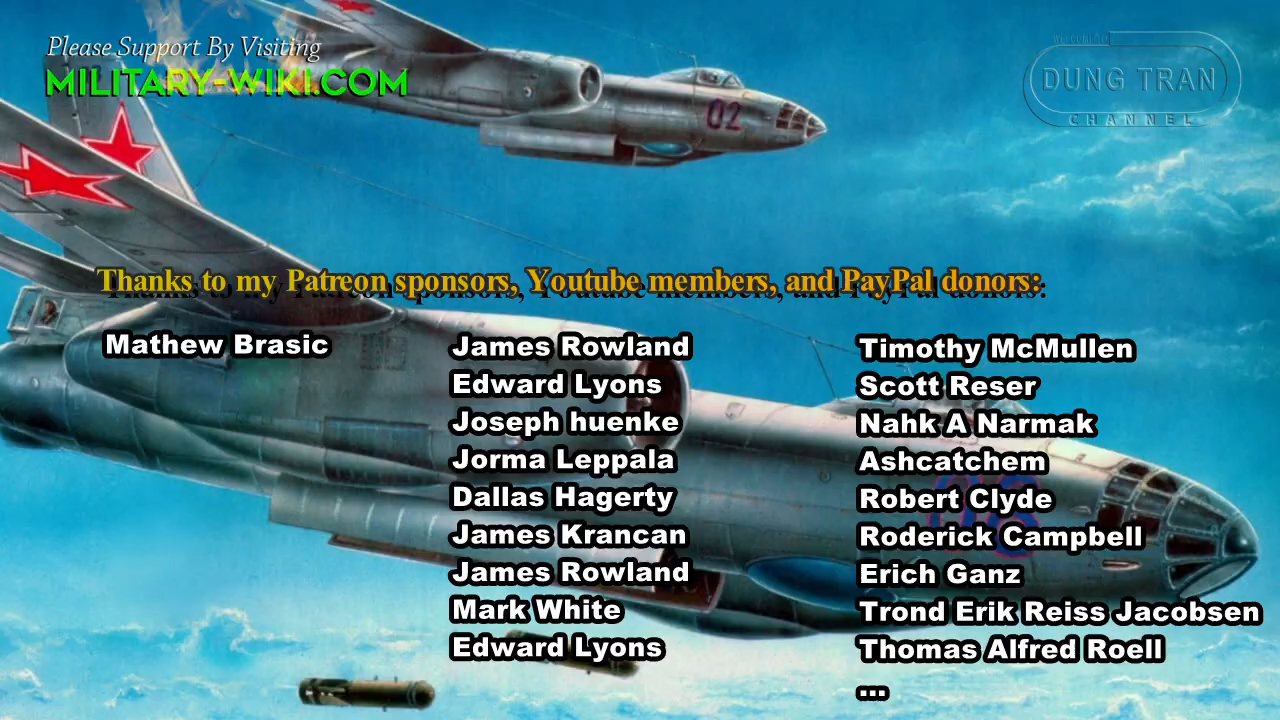 Please Support By Visiting
MILITARY-WIKI.COM
WELCOME TO
DUNG TRAN
CHANNEL
02
Thanks to my Patreon sponsors, Youtube members, and PayPal donors:
Mathew Brasic
James Rowland
Edward Lyons
Joseph huenke
Jorma Leppala
Dallas Hagerty
James Krancan
James Rowland
Mark White
Edward Lyons
Timothy McMullen
Scott Reser
Nahk A Narmak
Ashcatchem
Robert Clyde
Roderick Campbell
Erich Ganz
Trond Erik Reiss Jacobsen
Thomas Alfred Roell
...